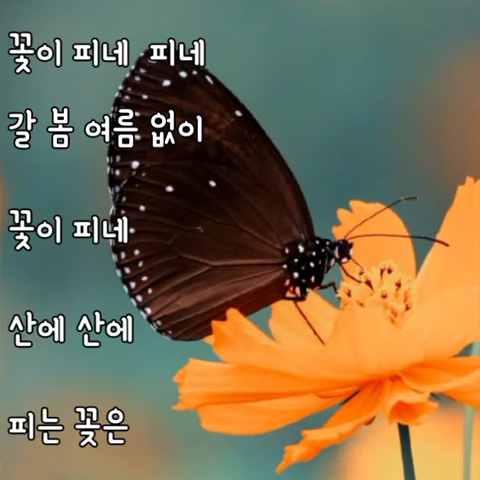 꽃이 피네 피네
갈 봄 여름 없이
꽃이 피네
산에 산에
피는 꽃은